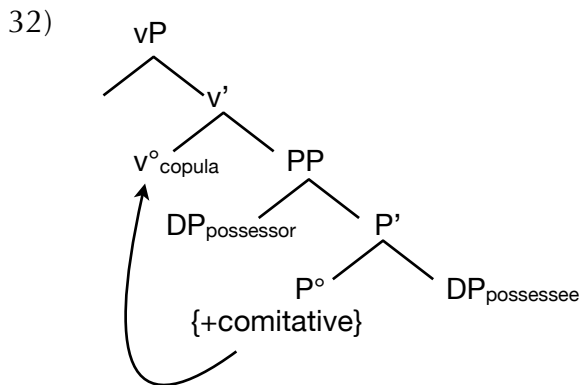 32)
vP
v'
v°copula PP
DPpossessor P'
P° DPpossessee
{+comitative}